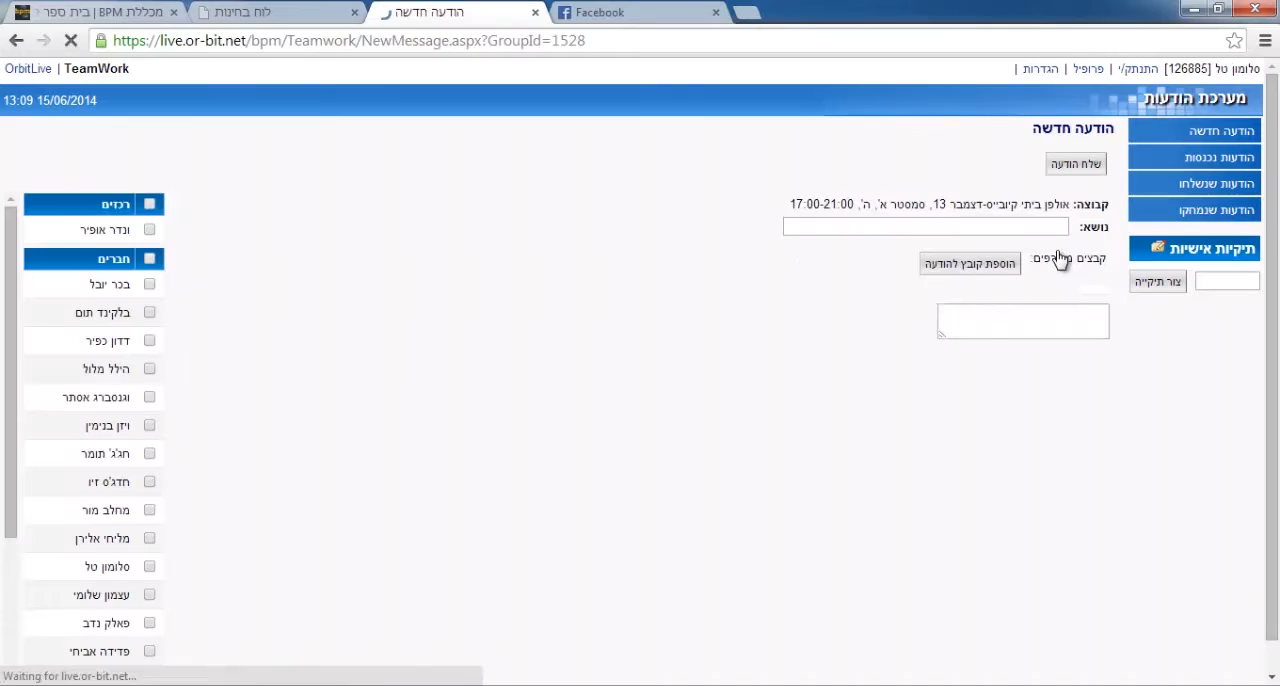 מכללת BPM | בית ספר י
לוח בחינות
הודעה חדשה
Facebook
https://live.or-bit.net/bpm/Teamwork/NewMessage.aspx?GroupId=1528
OrbitLive | TeamWork
סלומון טל [126885] התנתק/י | פרופיל | הגדרות |
מערכת הודעות
13:09 15/06/2014
הודעה חדשה
הודעות נכנסות
הודעות שנשלחו
הודעות שנמחקו
תיקיות אישיות
צור תיקייה
הודעה חדשה
שלח הודעה
קבוצה: אולפן ביתי קיובייס-דצמבר 13, סמסטר א', ה', 17:00-21:00
נושא:
קבצים
הוספת קובץ להודעה
רכזים
ונדר אופיר
חברים
בכר יובל
בלקינד תום
דדון כפיר
הילל מלול
וגנסברג אסתר
ויזן בנימין
חג'ג' תומר
חדג'ס זיו
מחלב מור
מליחי אלירן
סלומון טל
עצמון שלומי
פאלק נדב
פדידה אביחי
Waiting for live.or-bit.net...